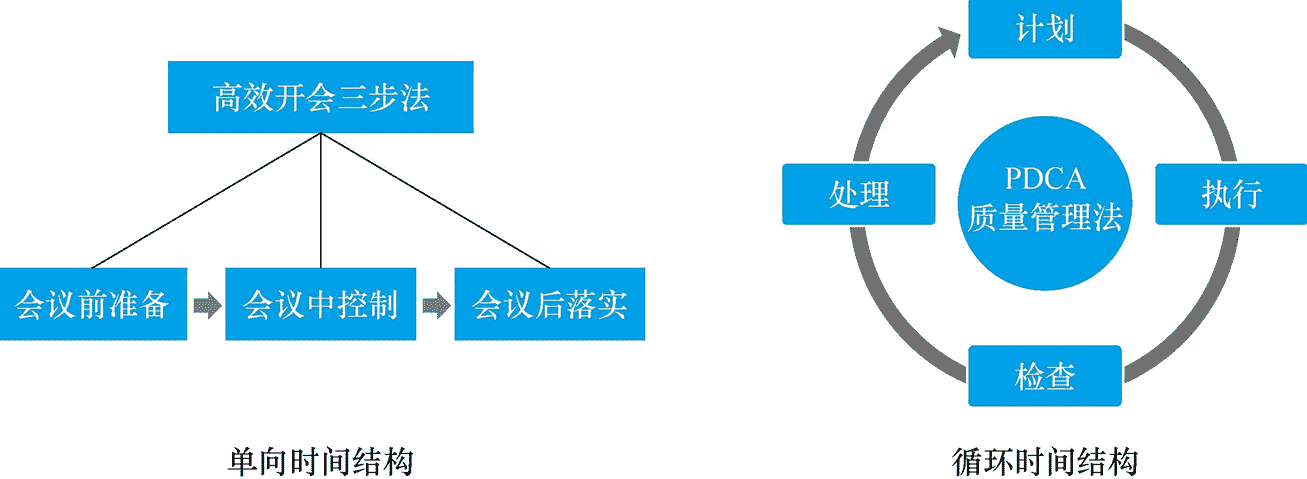 高效开会三步法
会议前准备
会议中控制
会议后落实
单向时间结构
计划
处理
PDCA
质量管理法
执行
检查
循环时间结构